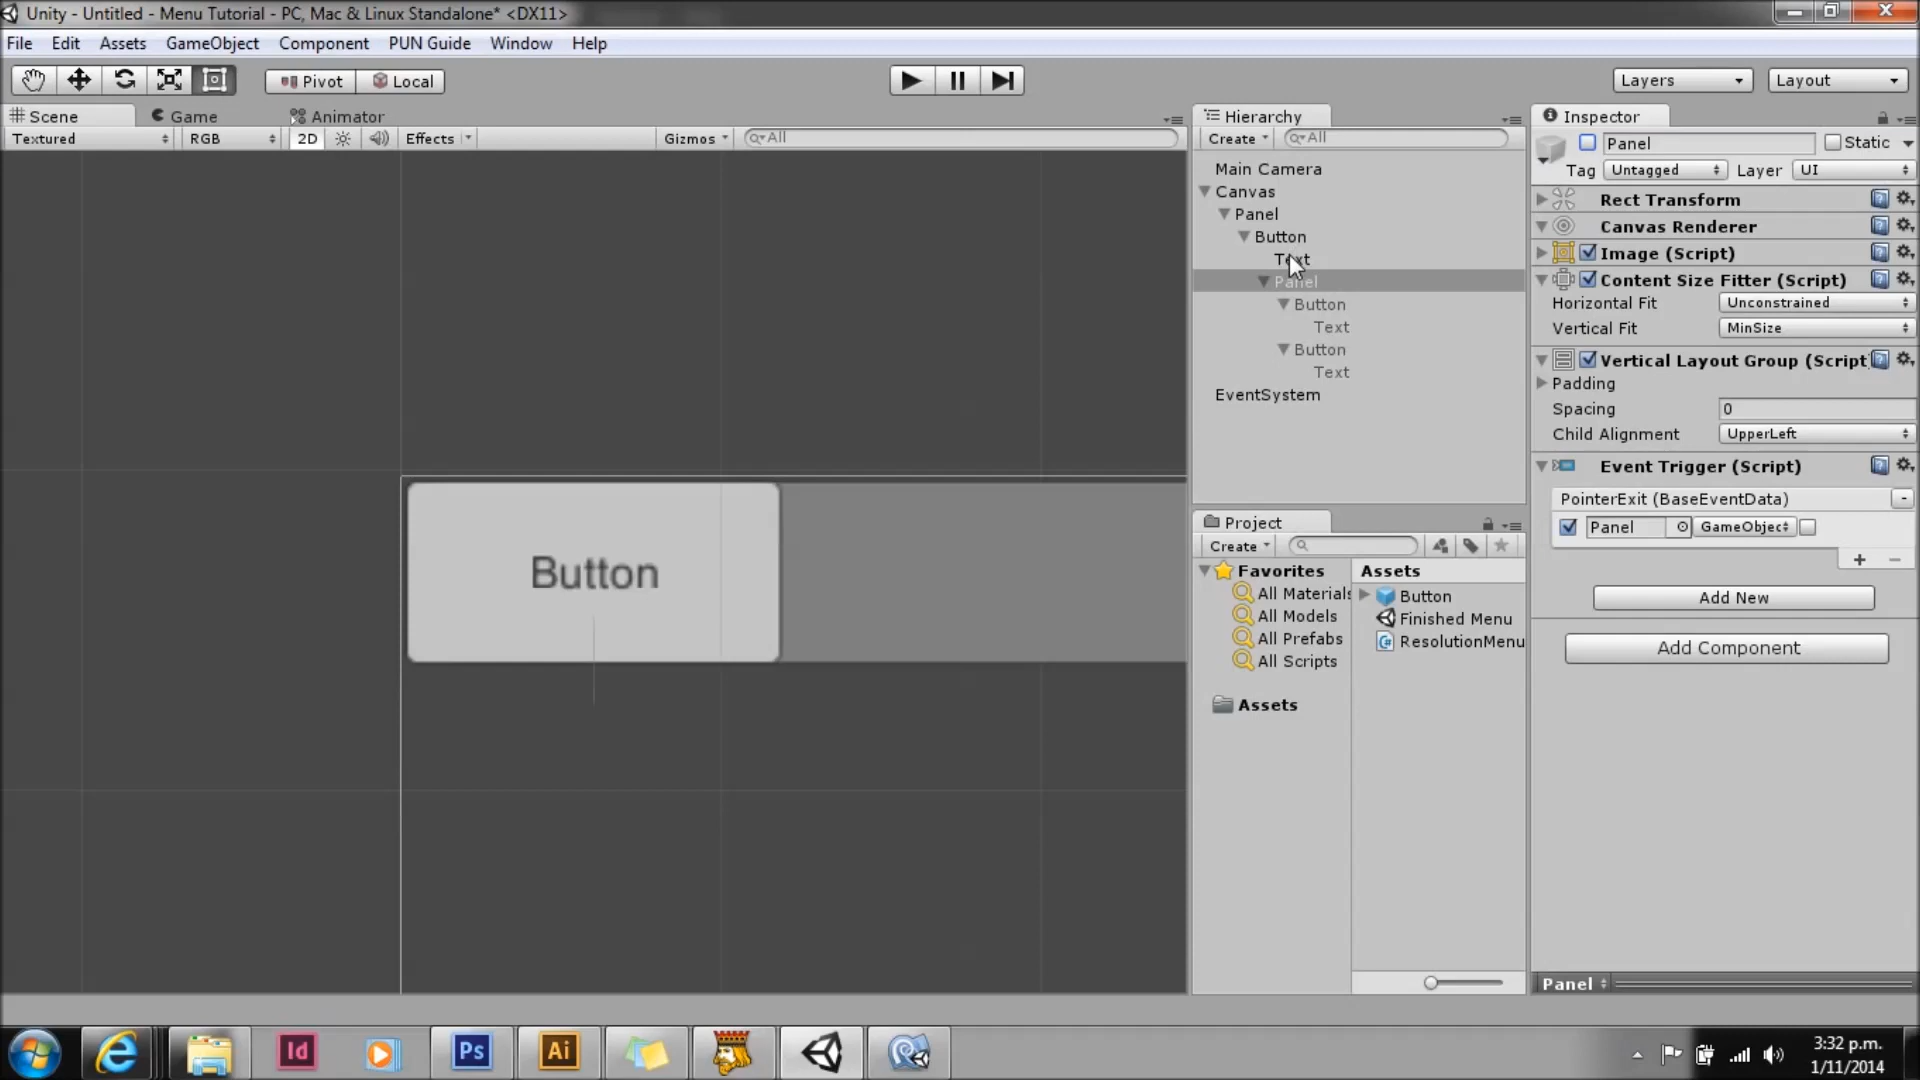 Unity - Untitled - Menu Tutorial - PC, Mac & Linux Standalone* <DX11>
File Edit Assets GameObject Component PUN Guide Window Help
Pivot Local Layers Layout
Scene Game Animator
Textured RGB 2D Effects Gizmos All
Hierarchy
Create All
Main Camera
Canvas
Panel
Button
Text
Panel
Button
Text
Button
Text
EventSystem
Project
Create
Favorites
All Materials
All Models
All Prefabs
All Scripts
Assets
Assets
Button
Finished Menu
ResolutionMenu
Inspector
Panel Static
Tag Untagged Layer UI
Rect Transform
Canvas Renderer
Image (Script)
Content Size Fitter (Script)
Horizontal Fit Unconstrained
Vertical Fit MinSize
Vertical Layout Group (Script
Padding
Spacing 0
Child Alignment UpperLeft
Event Trigger (Script)
PointerExit (BaseEventData) -
Panel GameObjec
+ -
Add New
Add Component
Panel
Button
Id Ps Ai
3:32 p.m.
1/11/2014